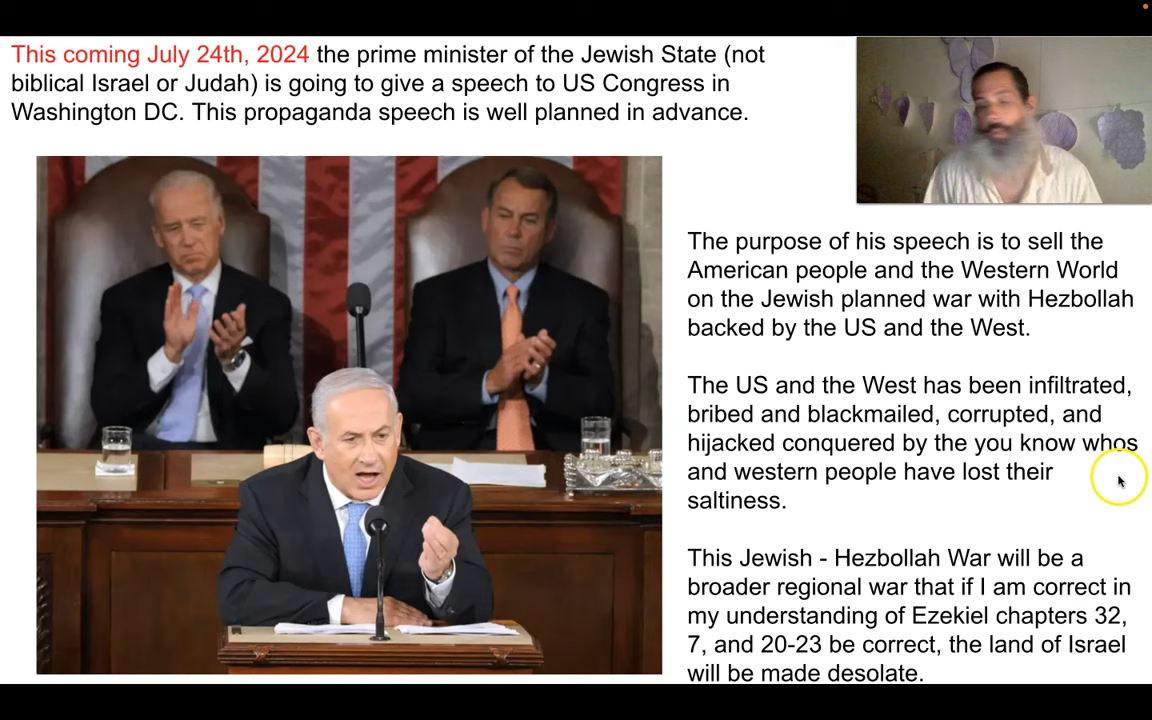 This coming July 24th, 2024 the prime minister of the Jewish State (not
biblical Israel or Judah) is going to give a speech to US Congress in
Washington DC. This propaganda speech is well planned in advance.
The purpose of his speech is to sell the
American people and the Western World
on the Jewish planned war with Hezbollah
backed by the US and the West.
The US and the West has been infiltrated,
bribed and blackmailed, corrupted, and
hijacked conquered by the you know whos
and western people have lost their
saltiness.
This Jewish - Hezbollah War will be a
broader regional war that if I am correct in
my understanding of Ezekiel chapters 32,
7, and 20-23 be correct, the land of Israel
will be made desolate.